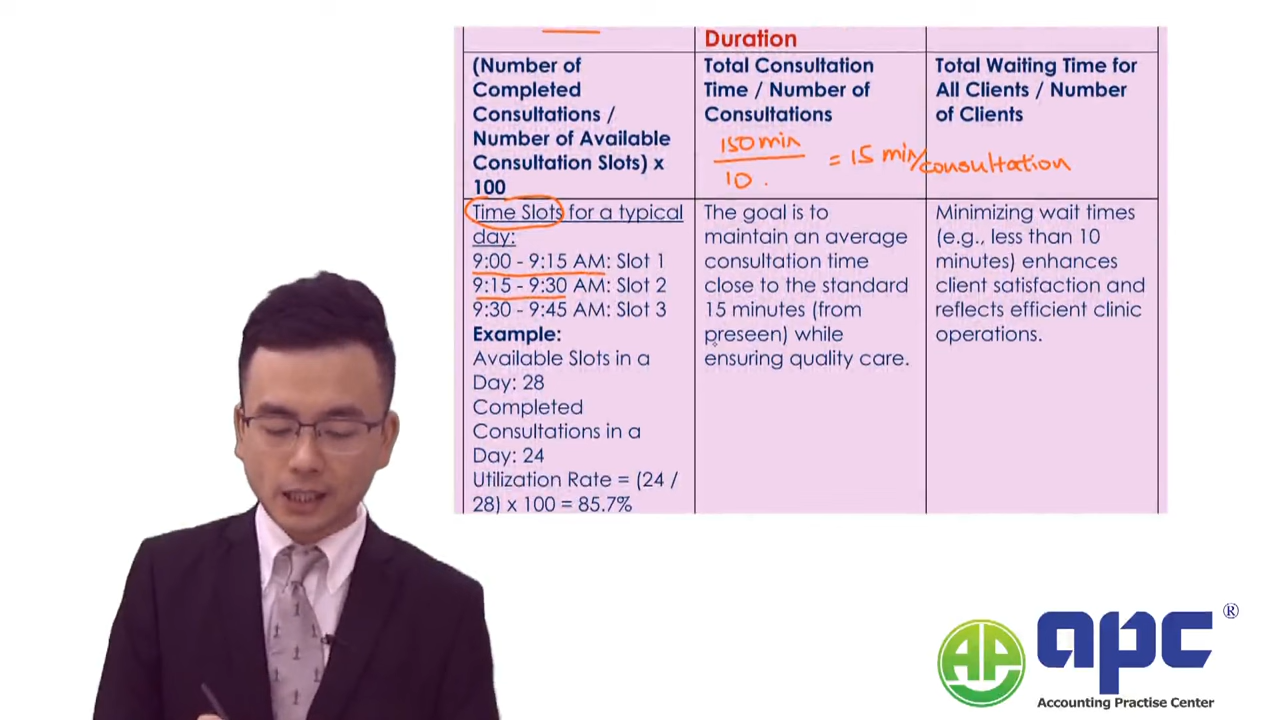 Duration
(Number of
Completed
Consultations /
Number of Available
Consultation Slots) x
100
Total Consultation
Time / Number of
Consultations
150 min
10
= 15 min/consultation
Total Waiting Time for
All Clients / Number
of Clients
Time Slots for a typical
day:
9:00 - 9:15 AM: Slot 1
9:15 - 9:30 AM: Slot 2
9:30 - 9:45 AM: Slot 3
Example:
Available Slots in a
Day: 28
Completed
Consultations in a
Day: 24
Utilization Rate = (24 /
28) x 100 = 85.7%
The goal is to
maintain an average
consultation time
close to the standard
15 minutes (from
preseen) while
ensuring quality care.
Minimizing wait times
(e.g., less than 10
minutes) enhances
client satisfaction and
reflects efficient clinic
operations.
AP
apc®
Accounting Practise Center